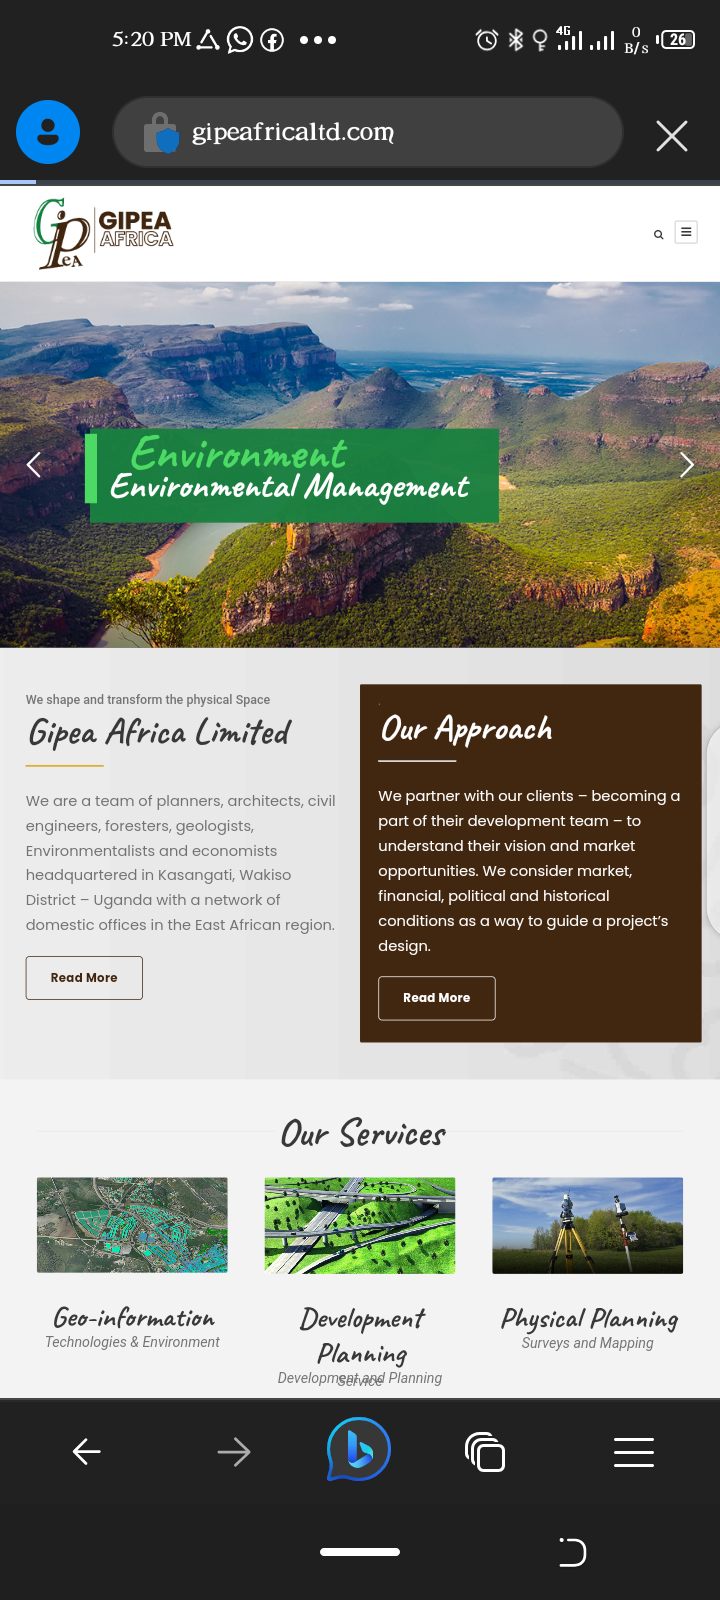 5:20 PM
4G
0
B/s
26
gipeafricaltd.com
GIPEA
AFRICA
Environment
Environmental Management
We shape and transform the physical Space
Gipea Africa Limited
We are a team of planners, architects, civil
engineers, foresters, geologists,
Environmentalists and economists
headquartered in Kasangati, Wakiso
District – Uganda with a network of
domestic offices in the East African region.
Read More
Our Approach
We partner with our clients – becoming a
part of their development team – to
understand their vision and market
opportunities. We consider market,
financial, political and historical
conditions as a way to guide a project’s
design.
Read More
Our Services
Geo-information
Technologies & Environment
Development
Planning
Development and Planning
Service
Physical Planning
Surveys and Mapping